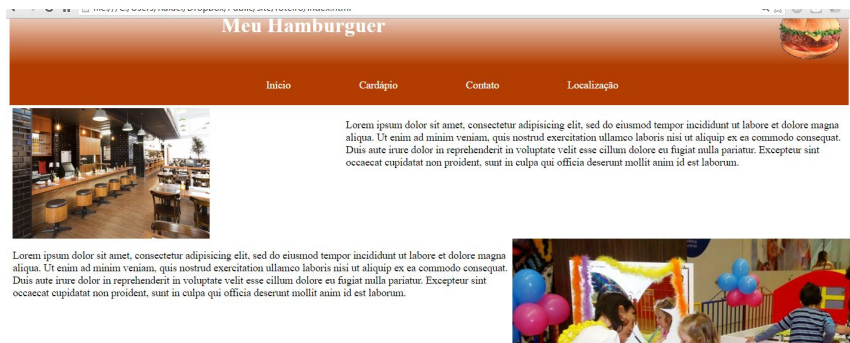 Meu Hamburguer
Inicio Cardápio Contato Localização
Lorem ipsum dolor sit amet, consectetur adipisicing elit, sed do eiusmod tempor incididunt ut labore et dolore magna
aliqua. Ut enim ad minim veniam, quis nostrud exercitation ullamco laboris nisi ut aliquip ex ea commodo consequat.
Duis aute irure dolor in reprehenderit in voluptate velit esse cillum dolore eu fugiat nulla pariatur. Excepteur sint
occaecat cupidatat non proident, sunt in culpa qui officia deserunt mollit anim id est laborum.
Lorem ipsum dolor sit amet, consectetur adipisicing elit, sed do eiusmod tempor incididunt ut labore et dolore magna
aliqua. Ut enim ad minim veniam, quis nostrud exercitation ullamco laboris nisi ut aliquip ex ea commodo consequat.
Duis aute irure dolor in reprehenderit in voluptate velit esse cillum dolore eu fugiat nulla pariatur. Excepteur sint
occaecat cupidatat non proident, sunt in culpa qui officia deserunt mollit anim id est laborum.